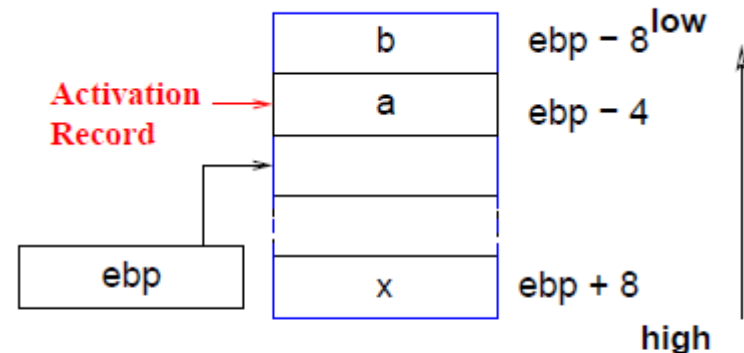 low
b ebp − 8
Activation
Record
a ebp − 4
ebp
x ebp + 8
high